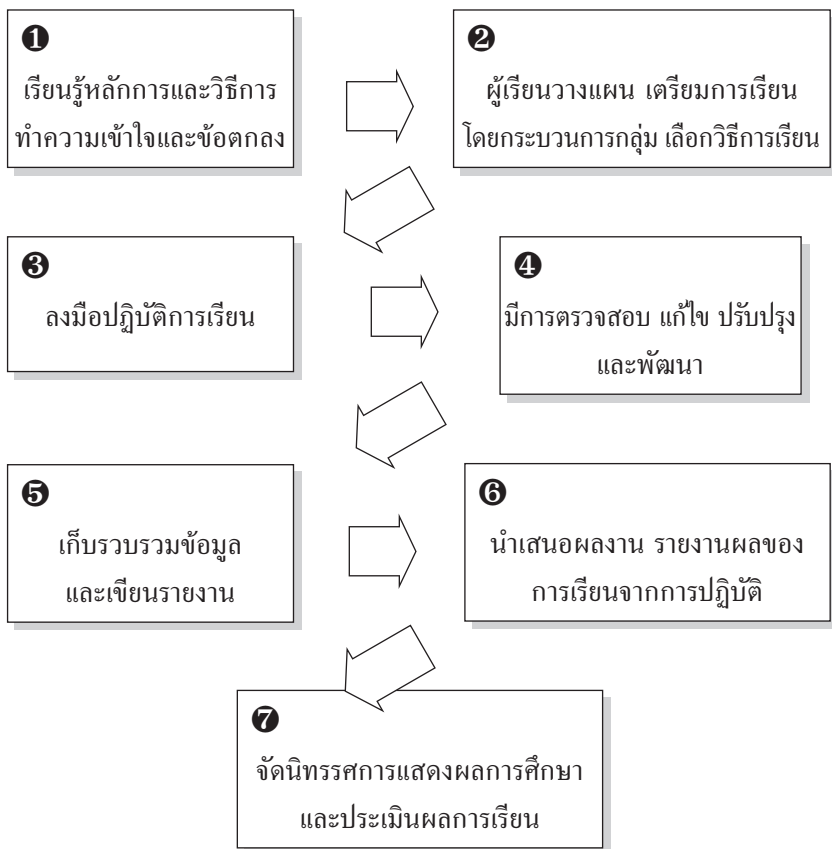 ❶
เรียนรู้หลักการและวิธีการ
ทำความเข้าใจและข้อตกลง
❷
ผู้เรียนวางแผน เตรียมการเรียน
โดยกระบวนการกลุ่ม เลือกวิธีการเรียน
❸
ลงมือปฏิบัติการเรียน
❹
มีการตรวจสอบ แก้ไข ปรับปรุง
และพัฒนา
❺
เก็บรวบรวมข้อมูล
และเขียนรายงาน
❻
นำเสนอผลงาน รายงานผลของ
การเรียนจากการปฏิบัติ
❼
จัดนิทรรศการแสดงผลการศึกษา
และประเมินผลการเรียน